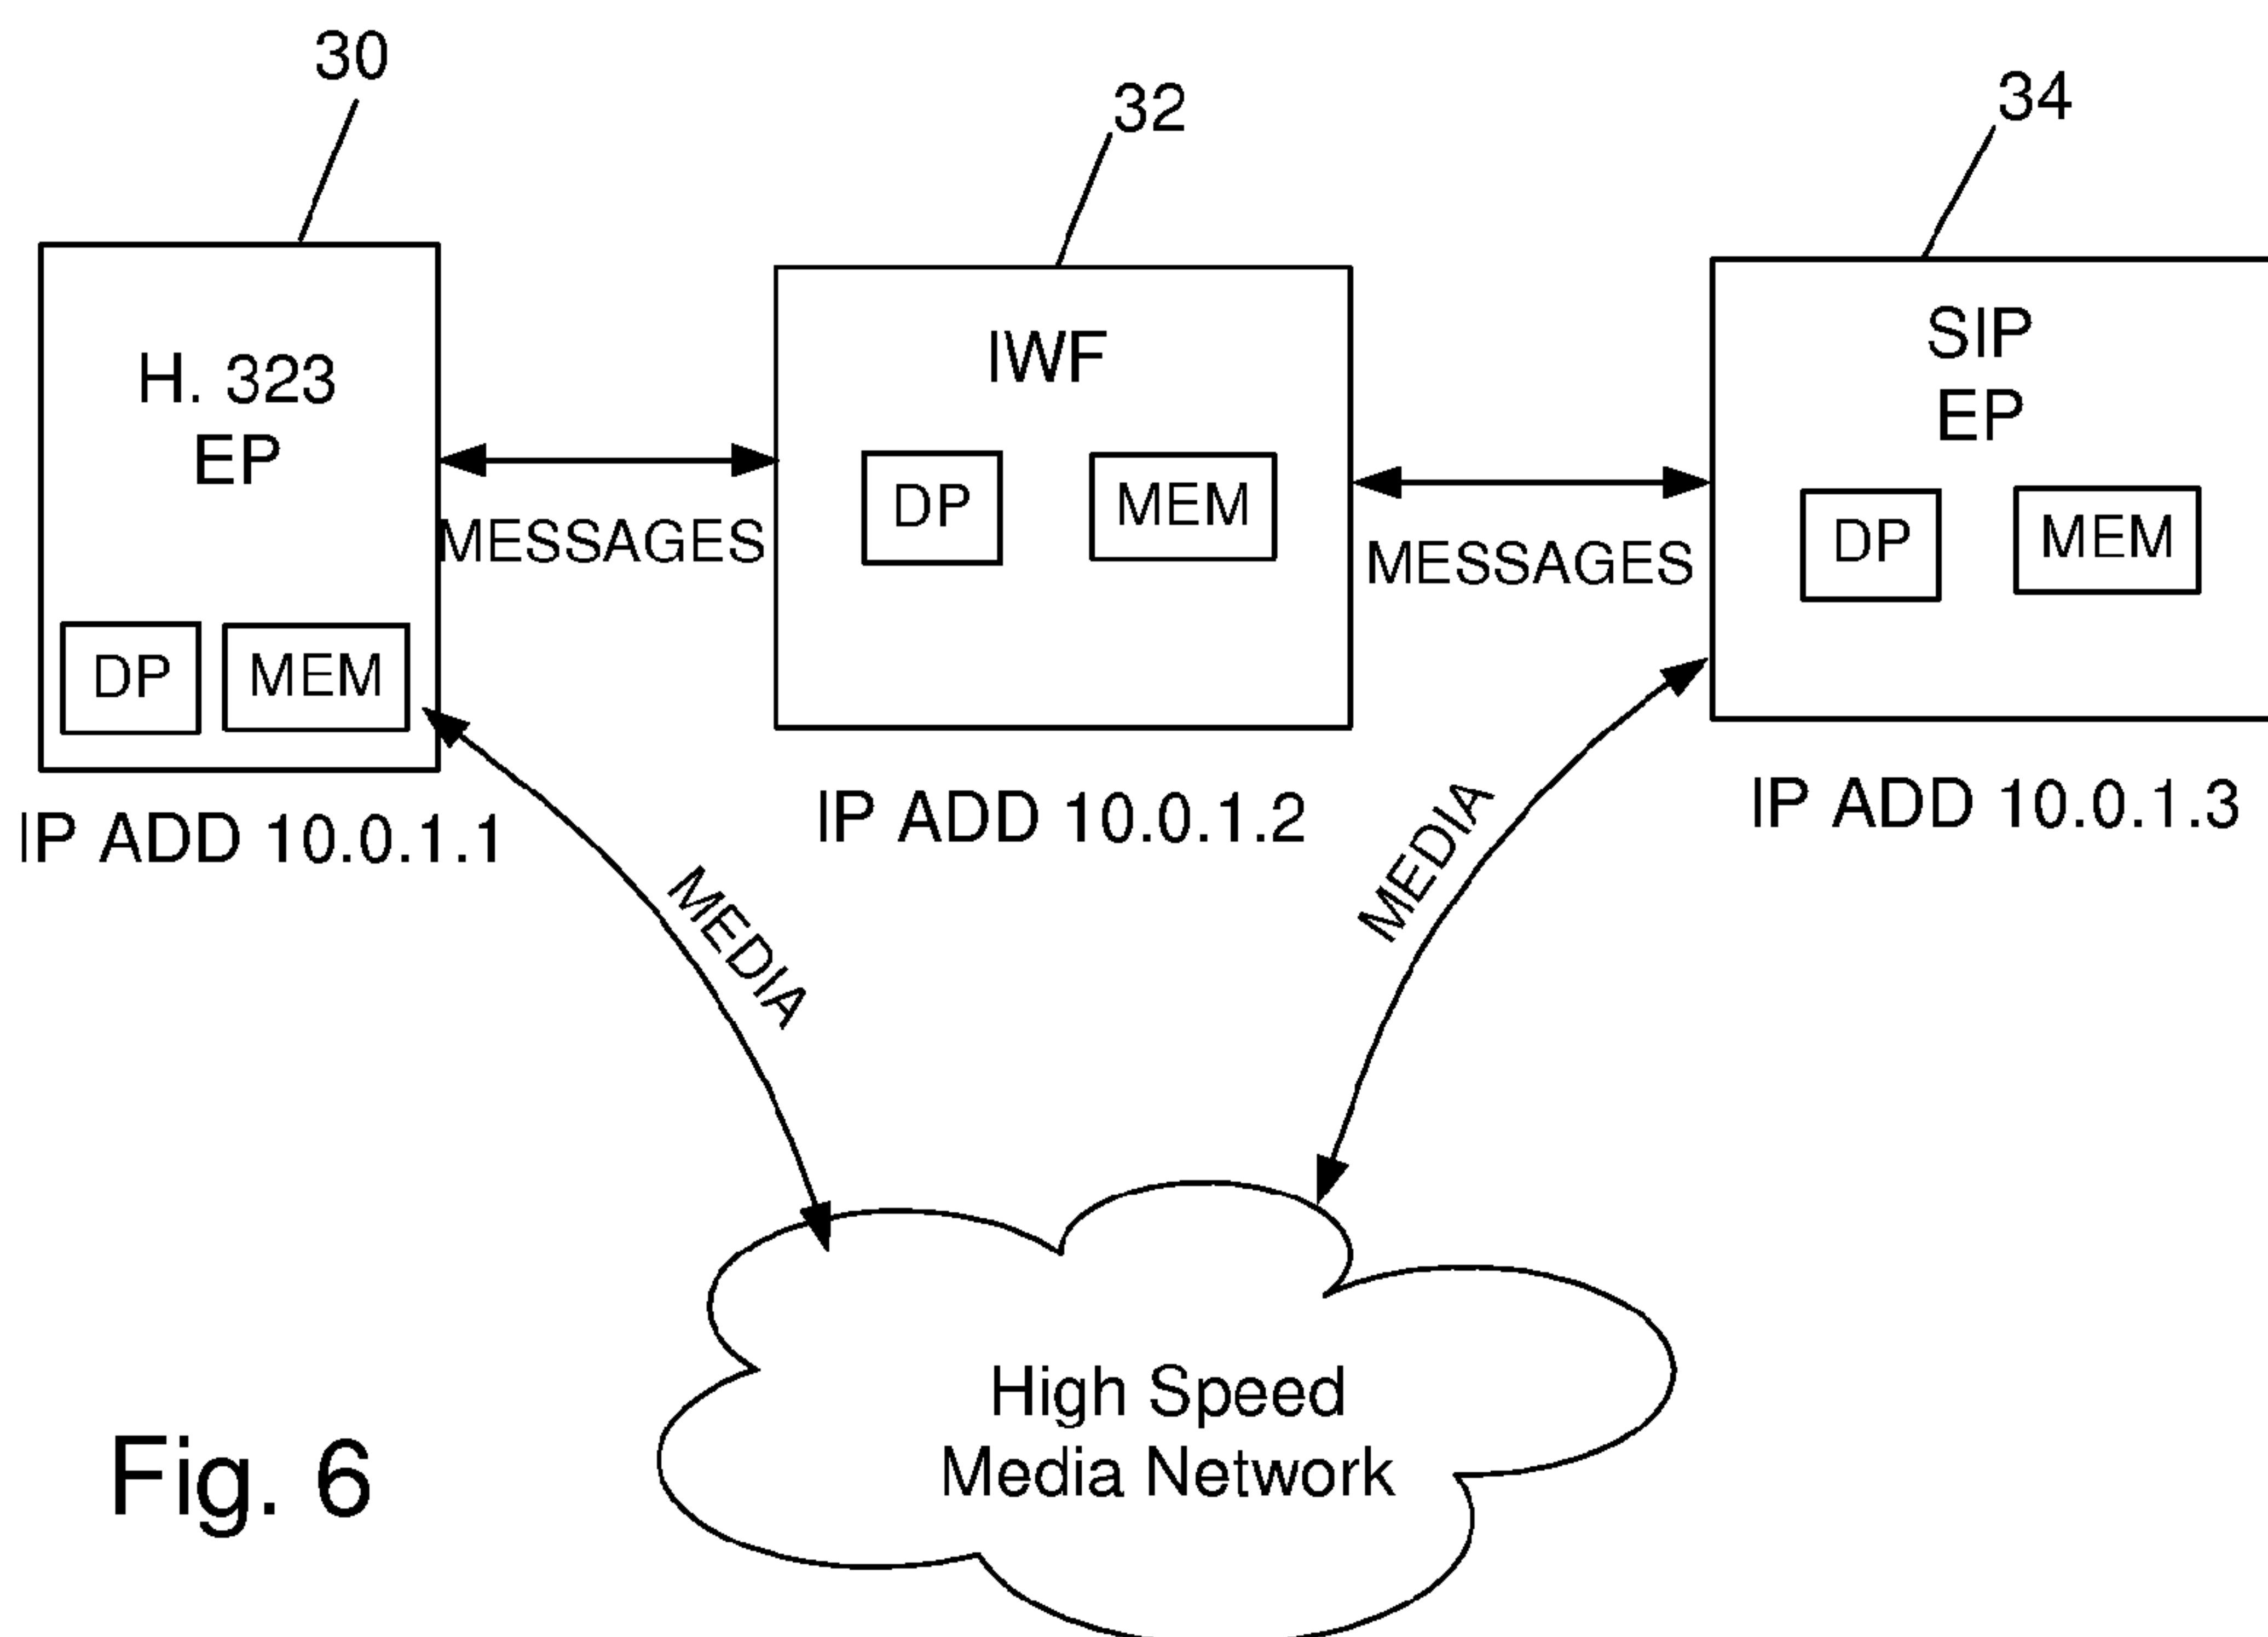 30
32
34
H. 323
EP
DP
MEM
IP ADD 10.0.1.1
MESSAGES
IWF
DP
MEM
IP ADD 10.0.1.2
MESSAGES
SIP
EP
DP
MEM
IP ADD 10.0.1.3
MEDIA
MEDIA
High Speed
Media Network
Fig. 6